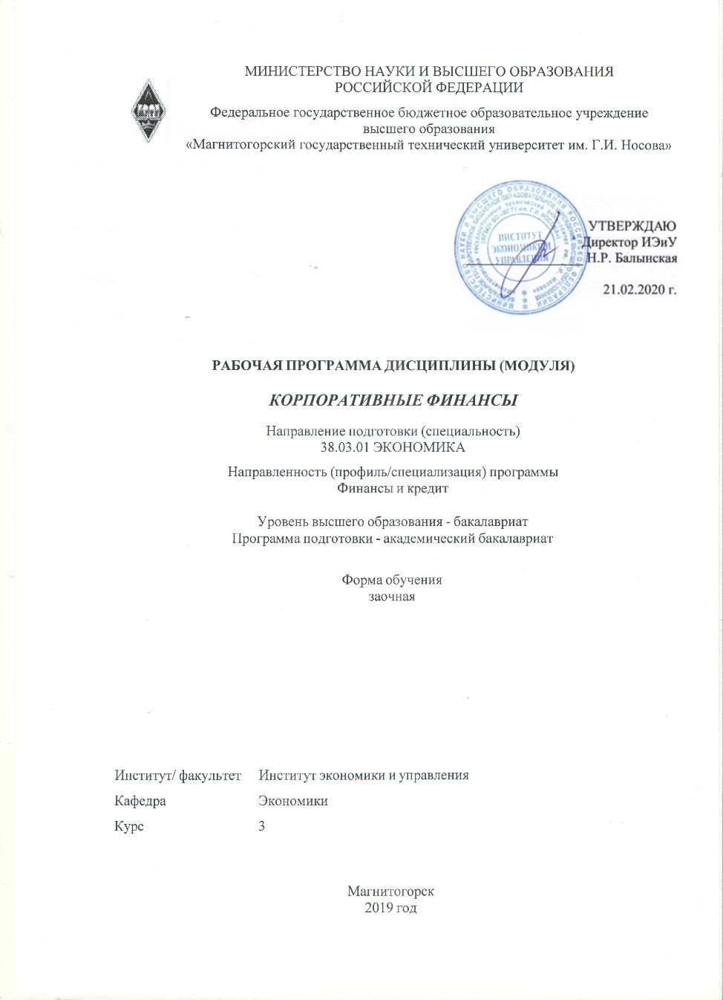 МИНИСТЕРСТВО НАУКИ И ВЫСШЕГО ОБРАЗОВАНИЯ
РОССИЙСКОЙ ФЕДЕРАЦИИ
Федеральное государственное бюджетное образовательное учреждение
высшего образования
«Магнитогорский государственный технический университет им. Г.И. Носова»
ИНСТИТУТ
ЭКОНОМИКИ И
УПРАВЛЕНИЯ
УТВЕРЖДАЮ
Директор ИЭиУ
Н.Р. Балынская
21.02.2020 г.
РАБОЧАЯ ПРОГРАММА ДИСЦИПЛИНЫ (МОДУЛЯ)
КОРПОРАТИВНЫЕ ФИНАНСЫ
Направление подготовки (специальность)
38.03.01 ЭКОНОМИКА
Направленность (профиль/специализация) программы
Финансы и кредит
Уровень высшего образования - бакалавриат
Программа подготовки - академический бакалавриат
Форма обучения
заочная
Институт/ факультет Институт экономики и управления
Кафедра Экономики
Курс 3
Магнитогорск
2019 год